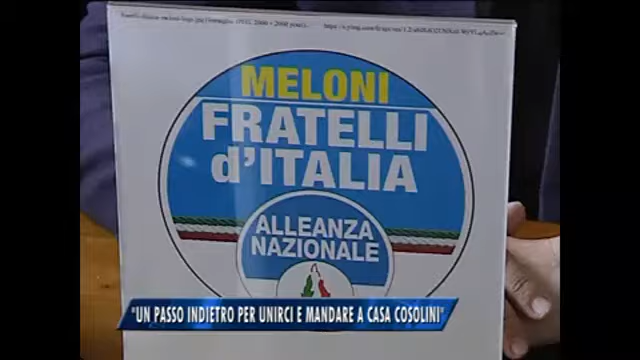 MELONI
FRATELLI
d'ITALIA
ALLEANZA
NAZIONALE
"UN PASSO INDIETRO PER UNIRCI E MANDARE A CASA COSOLINI"